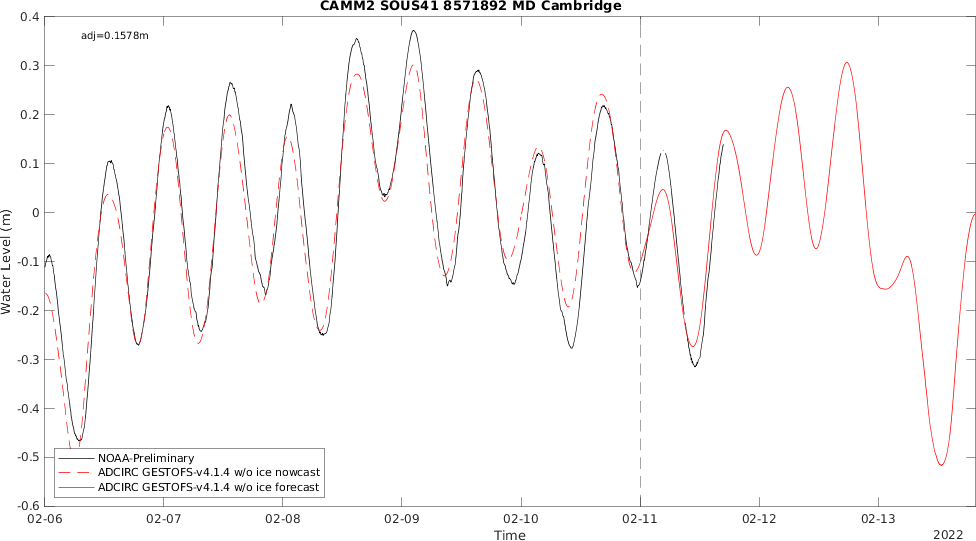 CAMM2 SOUS41 8571892 MD Cambridge
adj=0.1578m
0.4
0.3
0.2
0.1
0
-0.1
-0.2
-0.3
-0.4
-0.5
-0.6
Water Level (m)
NOAA-Preliminary
ADCIRC GESTOFS-v4.1.4 w/o ice nowcast
ADCIRC GESTOFS-v4.1.4 w/o ice forecast
02-06 02-07 02-08 02-09 02-10 02-11 02-12 02-13
Time
2022